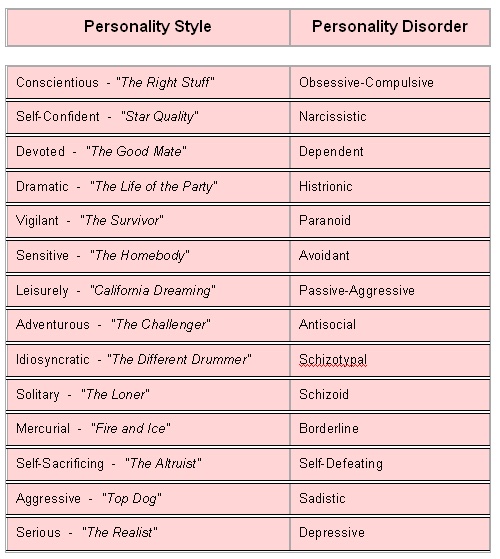 Personality Style Personality Disorder
Conscientious - "The Right Stuff" Obsessive-Compulsive
Self-Confident - "Star Quality" Narcissistic
Devoted - "The Good Mate" Dependent
Dramatic - "The Life of the Party" Histrionic
Vigilant - "The Survivor" Paranoid
Sensitive - "The Homebody" Avoidant
Leisurely - "California Dreaming" Passive-Aggressive
Adventurous - "The Challenger" Antisocial
Idiosyncratic - "The Different Drummer" Schizotypal
Solitary - "The Loner" Schizoid
Mercurial - "Fire and Ice" Borderline
Self-Sacrificing - "The Altruist" Self-Defeating
Aggressive - "Top Dog" Sadistic
Serious - "The Realist" Depressive